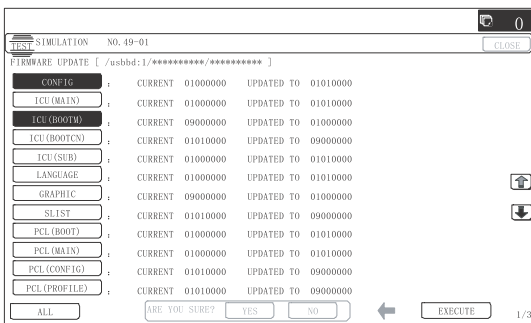 0
TEST SIMULATION NO. 49-01 CLOSE
FIRMWARE UPDATE [ /usbbd:1/**********/********** ]
CONFIG : CURRENT 01000000 UPDATED TO 01010000
ICU(MAIN) : CURRENT 01000000 UPDATED TO 01010000
ICU(BOOTM) : CURRENT 09000000 UPDATED TO 01000000
ICU(BOOTCN) : CURRENT 01010000 UPDATED TO 09000000
ICU(SUB) : CURRENT 01000000 UPDATED TO 01010000
LANGUAGE : CURRENT 01000000 UPDATED TO 01010000
GRAPHIC : CURRENT 09000000 UPDATED TO 01000000
SLIST : CURRENT 01010000 UPDATED TO 09000000
PCL(BOOT) : CURRENT 01000000 UPDATED TO 01010000
PCL(MAIN) : CURRENT 01000000 UPDATED TO 01010000
PCL(CONFIG) : CURRENT 01010000 UPDATED TO 09000000
PCL(PROFILE) : CURRENT 01010000 UPDATED TO 09000000
ALL ARE YOU SURE? YES NO EXECUTE 1/3